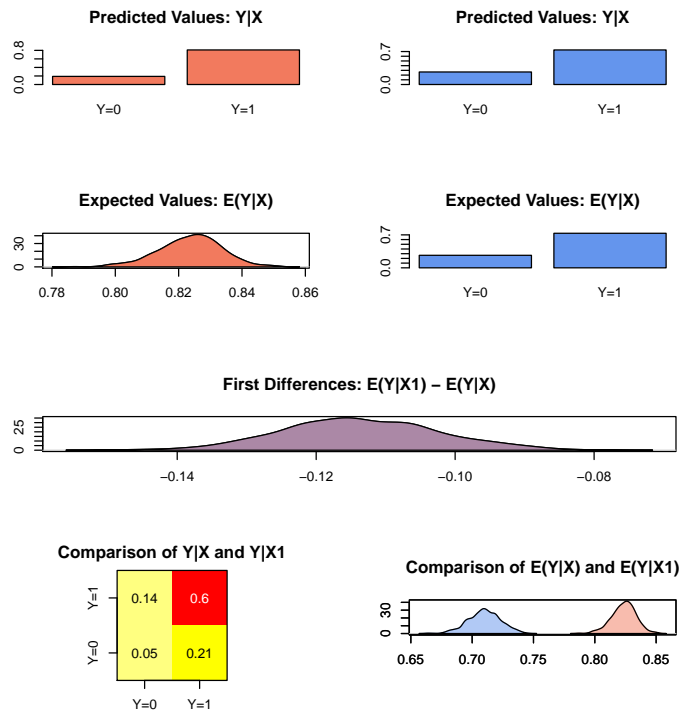 Predicted Values: Y|X
0.0 0.8
Y=0 Y=1
Predicted Values: Y|X
0.0 0.7
Y=0 Y=1
Expected Values: E(Y|X)
0 30
0.78 0.80 0.82 0.84 0.86
Expected Values: E(Y|X)
0.0 0.7
Y=0 Y=1
First Differences: E(Y|X1) − E(Y|X)
0 25
−0.14 −0.12 −0.10 −0.08
Comparison of Y|X and Y|X1
Y=1 0.14 0.6
Y=0 0.05 0.21
Y=0 Y=1
Comparison of E(Y|X) and E(Y|X1)
0 30
0.65 0.70 0.75 0.80 0.85